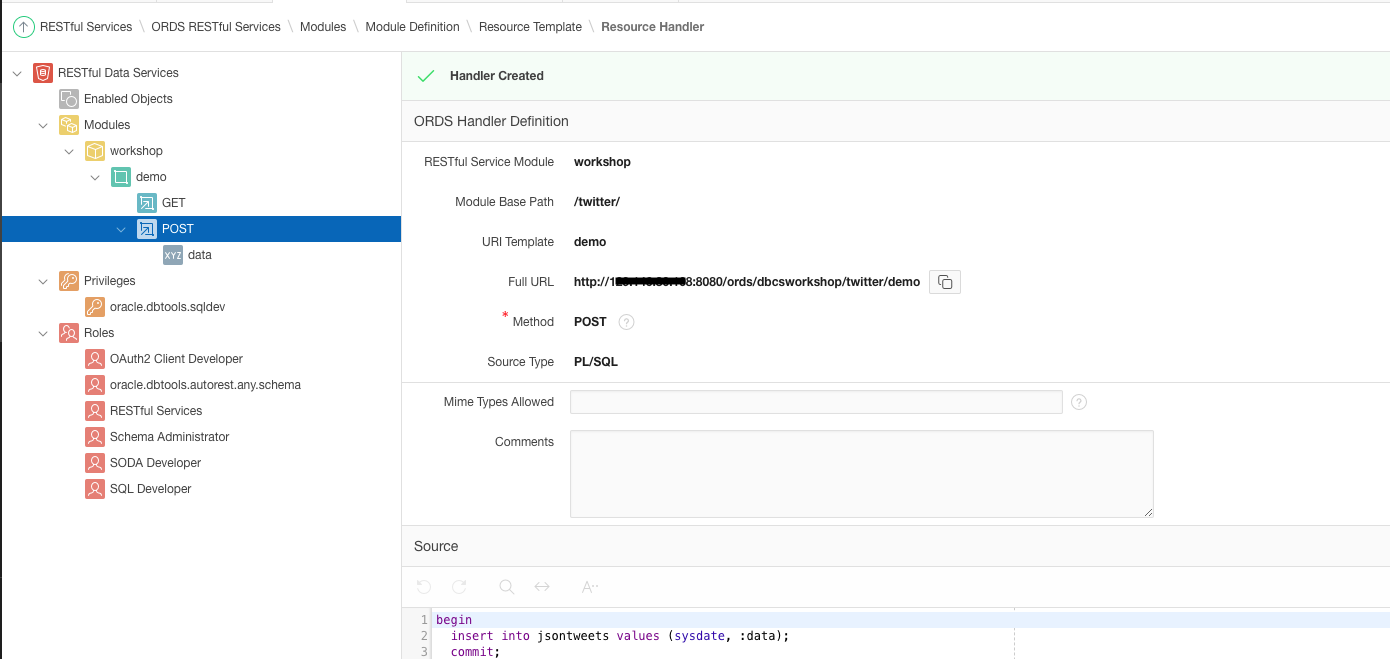 RESTful Services \ ORDS RESTful Services \ Modules \ Module Definition \ Resource Template \ Resource Handler
RESTful Data Services
Enabled Objects
Modules
workshop
demo
GET
POST
XYZ data
Privileges
oracle.dbtools.sqldev
Roles
OAuth2 Client Developer
oracle.dbtools.autorest.any.schema
RESTful Services
Schema Administrator
SODA Developer
SQL Developer
Handler Created
ORDS Handler Definition
RESTful Service Module workshop
Module Base Path /twitter/
URI Template demo
Full URL http://1 8:8080/ords/dbcsworkshop/twitter/demo
* Method POST ?
Source Type PL/SQL
Mime Types Allowed ?
Comments
Source
A··
1 begin
2 insert into jsontweets values (sysdate, :data);
3 commit;